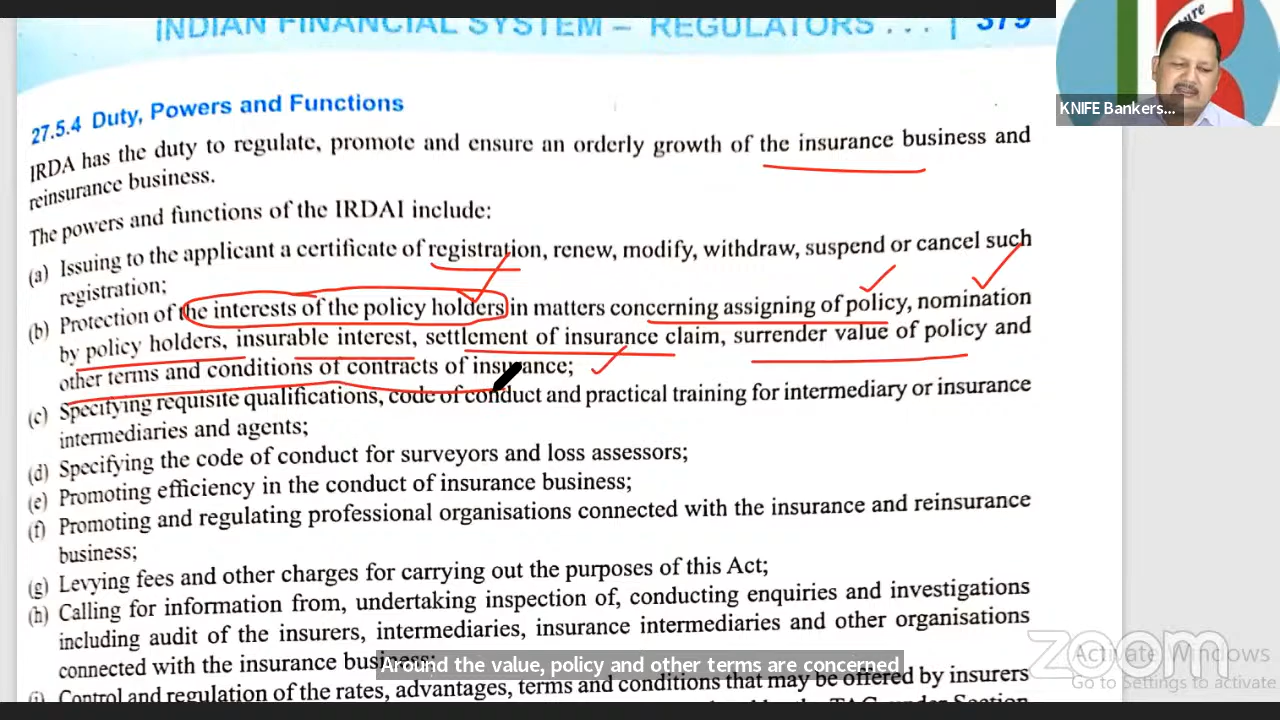 INDIAN FINANCIAL SYSTEM – REGULATORS . . . | 379
ture
KNIFE Bankers...
27.5.4 Duty, Powers and Functions
IRDA has the duty to regulate, promote and ensure an orderly growth of the insurance business and
reinsurance business.
The powers and functions of the IRDAI include:
(a) Issuing to the applicant a certificate of registration, renew, modify, withdraw, suspend or cancel such
registration;
(b) Protection of the interests of the policy holders in matters concerning assigning of policy, nomination
by policy holders, insurable interest, settlement of insurance claim, surrender value of policy and
other terms and conditions of contracts of insurance;
(c) Specifying requisite qualifications, code of conduct and practical training for intermediary or insurance
intermediaries and agents;
(d) Specifying the code of conduct for surveyors and loss assessors;
(e) Promoting efficiency in the conduct of insurance business;
(f) Promoting and regulating professional organisations connected with the insurance and reinsurance
business;
(g) Levying fees and other charges for carrying out the purposes of this Act;
(h) Calling for information from, undertaking inspection of, conducting enquiries and investigations
including audit of the insurers, intermediaries, insurance intermediaries and other organisations
connected with the insurance business;
zoom
Activate Windows
Go to Settings to activate
Around the value, policy and other terms are concerned
(i) Control and regulation of the rates, advantages, terms and conditions that may be offered by insurers
the TAC under Section